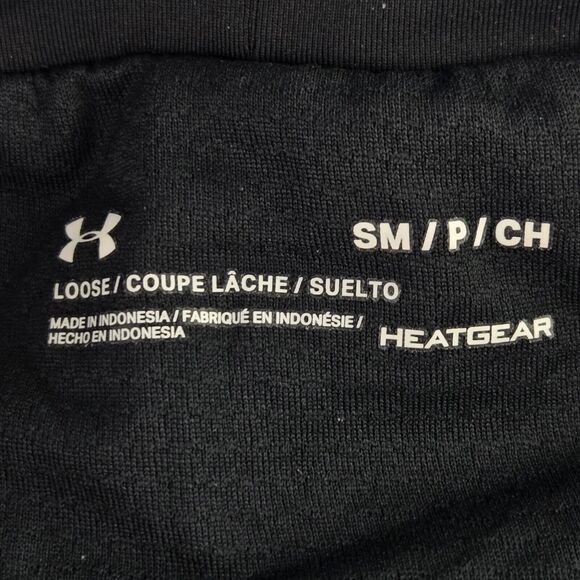 SM / P / CH
LOOSE / COUPE LÂCHE / SUELTO
MADE IN INDONESIA / FABRIQUÉ EN INDONÉSIE /
HECHO EN INDONESIA
HEATGEAR